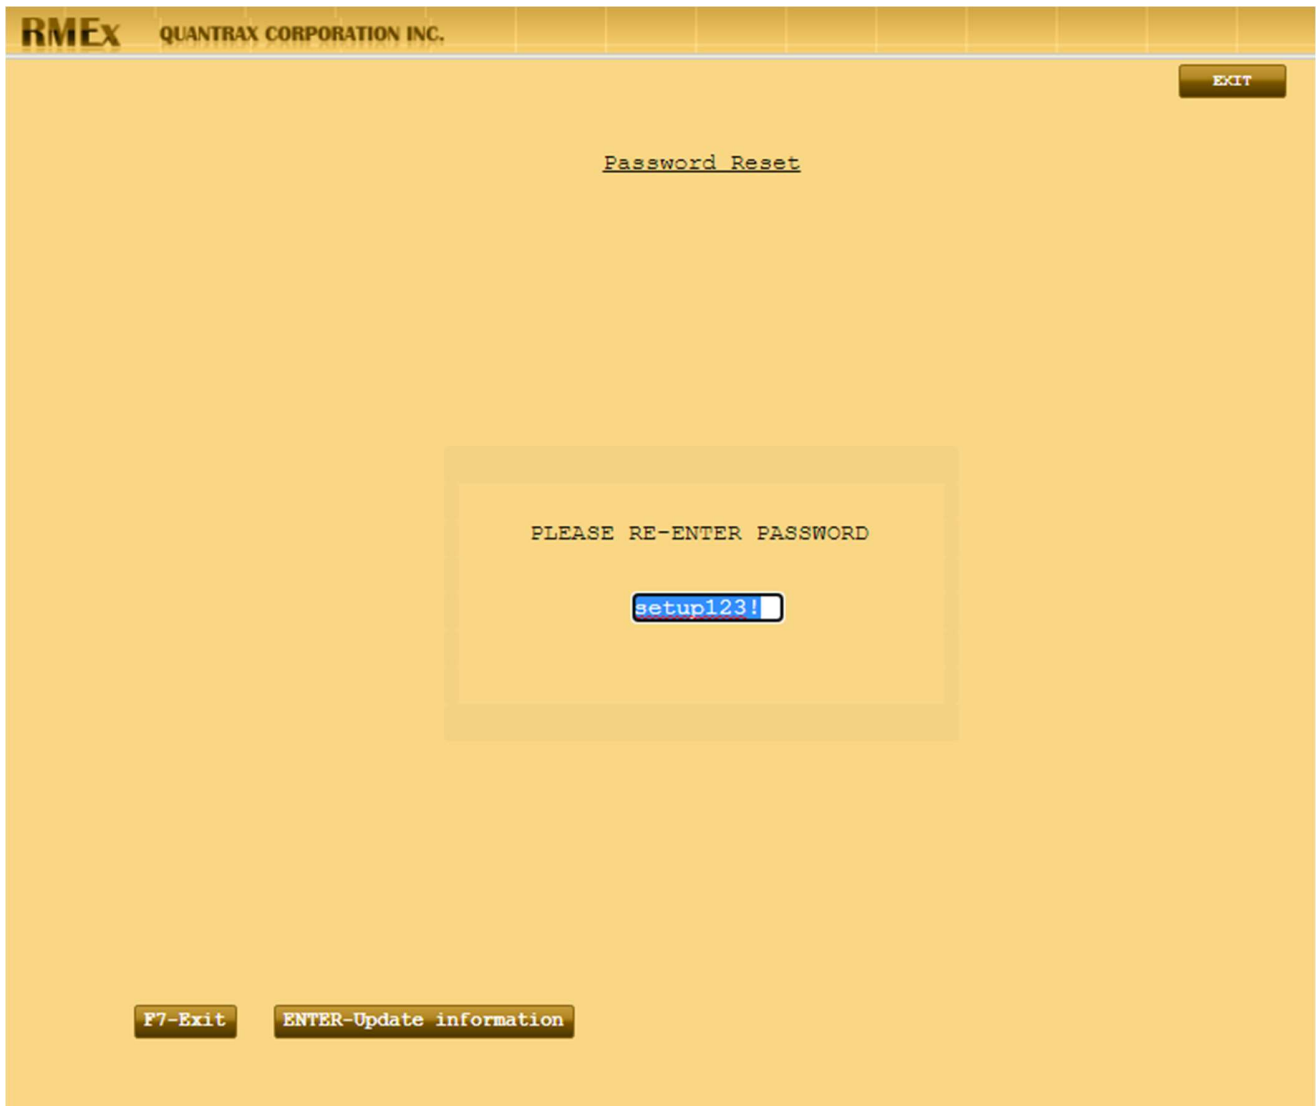 RMEx QUANTRAX CORPORATION INC.
EXIT
Password Reset
PLEASE RE-ENTER PASSWORD
setup123!
F7-Exit ENTER-Update information